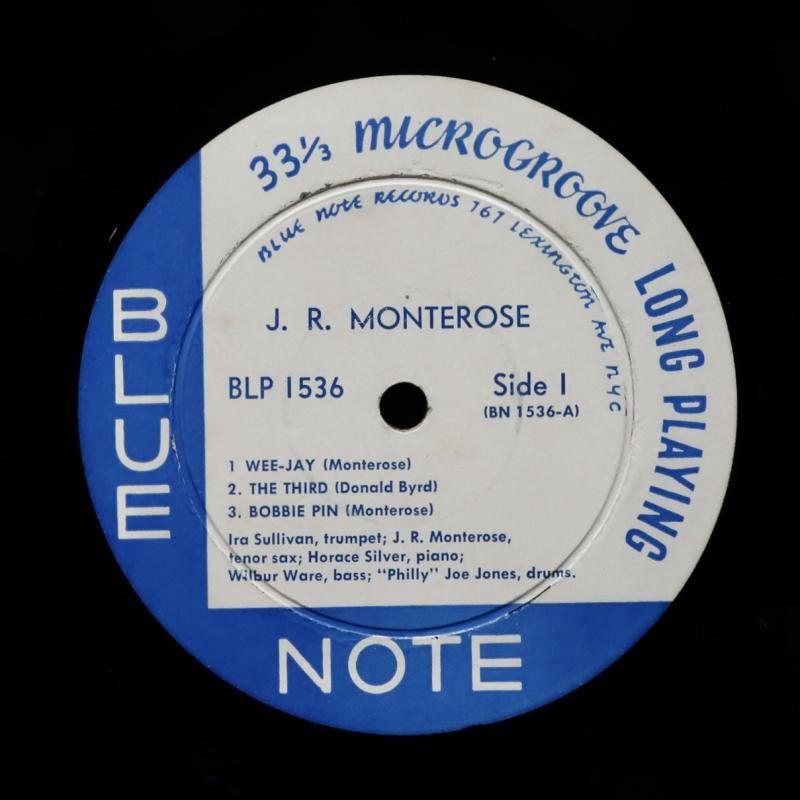 33⅓ MICROGROOVE LONG PLAYING
BLUE NOTE RECORDS 767 LEXINGTON AVE NYC
J. R. MONTEROSE
BLP 1536
Side 1
(BN 1536-A)
1 WEE-JAY (Monterose)
2. THE THIRD (Donald Byrd)
3. BOBBIE PIN (Monterose)
Ira Sullivan, trumpet; J. R. Monterose,
tenor sax; Horace Silver, piano;
Wilbur Ware, bass; "Philly" Joe Jones, drums.
BLUE
NOTE